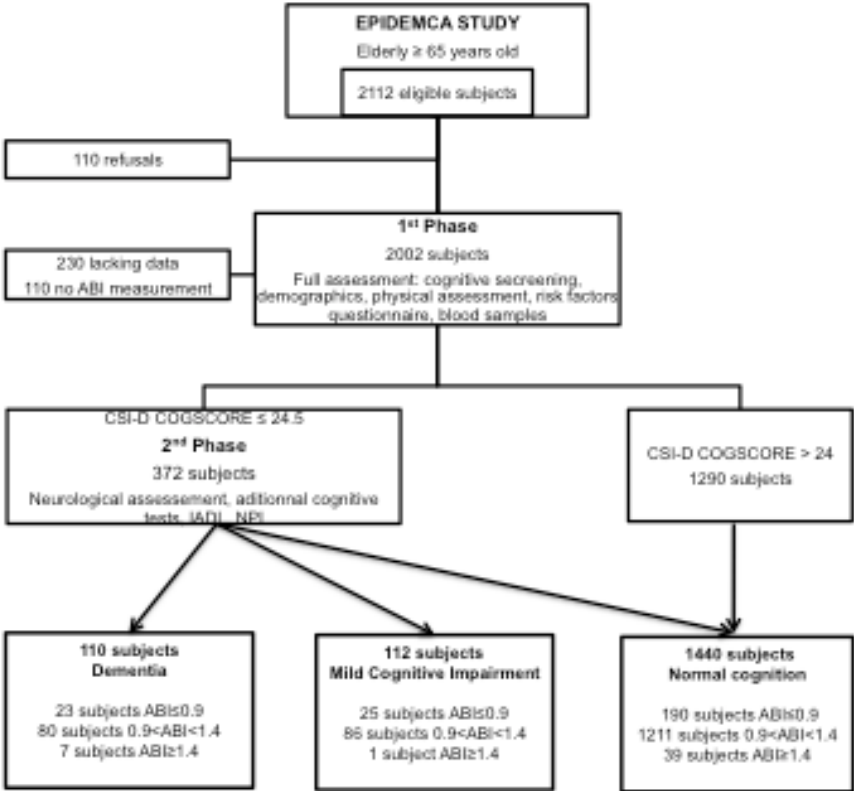 EPIDEMCA STUDY
Elderly ≥ 65 years old
2112 eligible subjects
110 refusals
1st Phase
2002 subjects
Full assessment: cognitive secreening,
demographics, physical assessment, risk factors
questionnaire, blood samples
230 lacking data
110 no ABI measurement
CSI-D COGSCORE ≤ 24.5
2nd Phase
372 subjects
Neurological assessement, aditionnal cognitive
tests, IADL, NPI
CSI-D COGSCORE > 24
1290 subjects
110 subjects
Dementia
23 subjects ABI≤0.9
80 subjects 0.9<ABI<1.4
7 subjects ABI≥1.4
112 subjects
Mild Cognitive Impairment
25 subjects ABI≤0.9
86 subjects 0.9<ABI<1.4
1 subject ABI≥1.4
1440 subjects
Normal cognition
190 subjects ABI≤0.9
1211 subjects 0.9<ABI<1.4
39 subjects ABI≥1.4